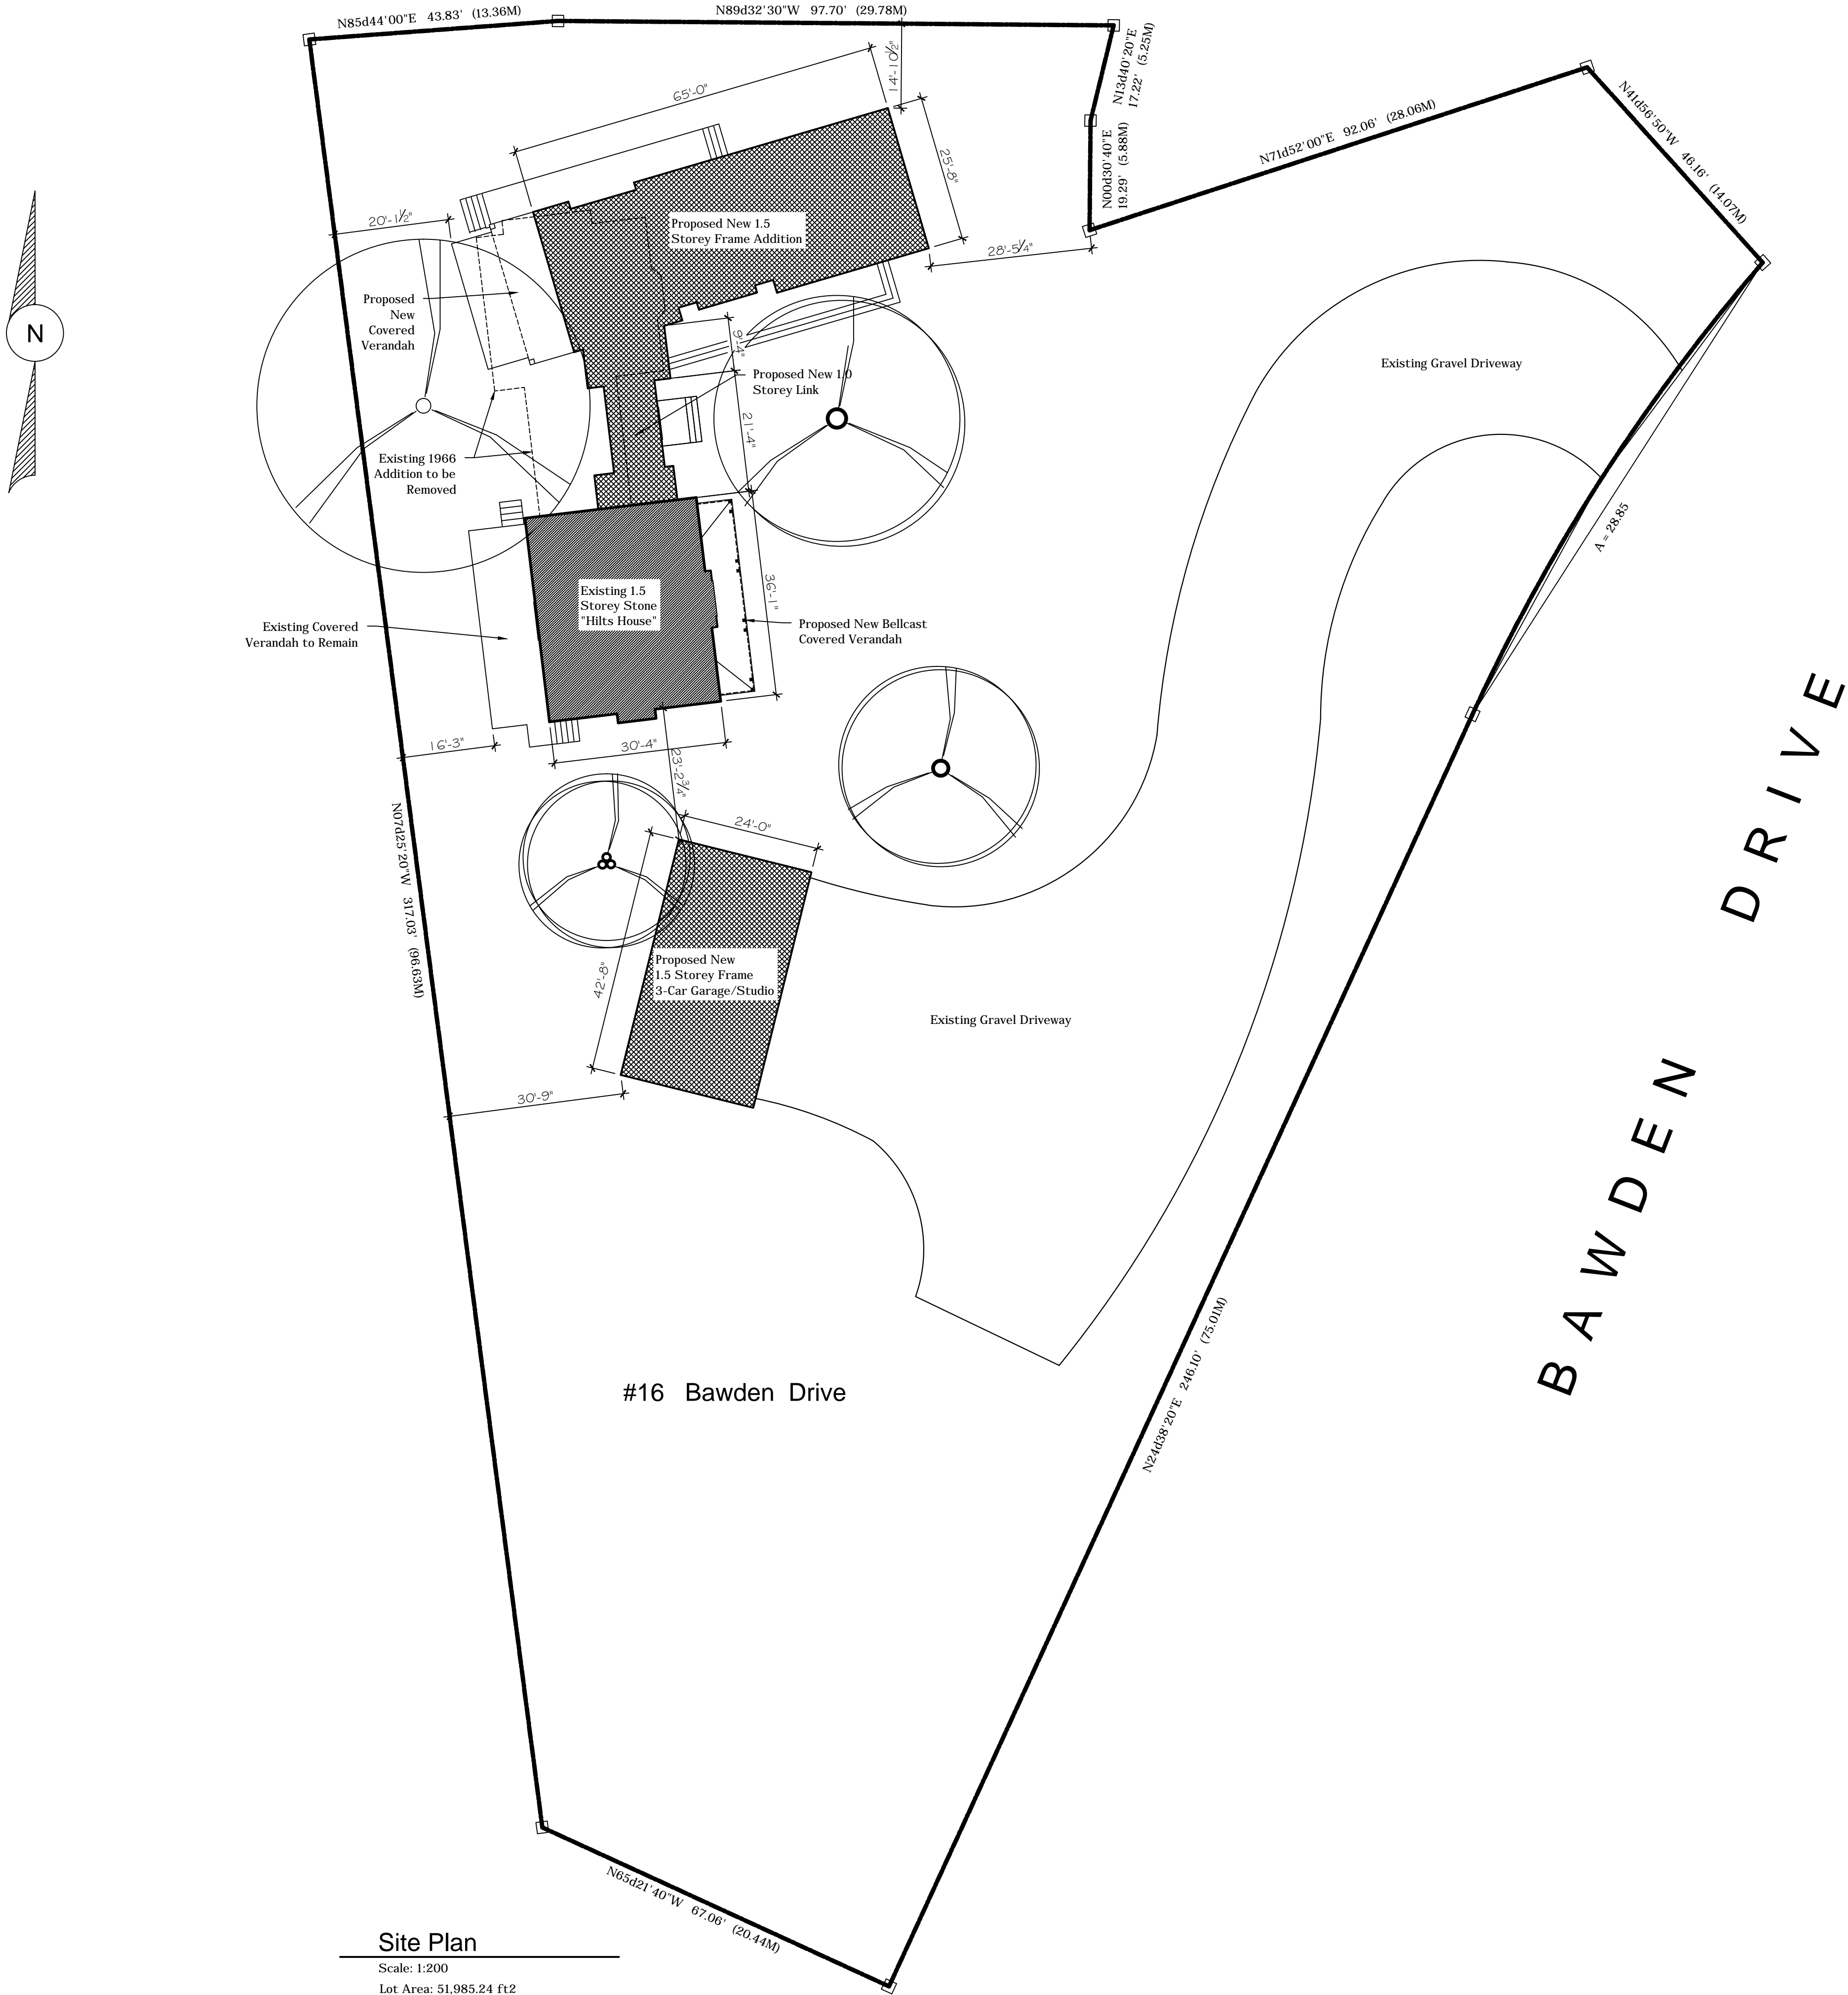 N85d44'00"E 43.83' (13.36M)
N89d32'30"W 97.70' (29.78M)
14'-10½"
N13d40'20"E
17.22' (5.25M)
65'-0"
N00d30'40"E
19.29' (5.88M)
N71d52'00"E 92.06' (28.06M)
N41d56'50"W 46.16' (14.07M)
25'-8"
20'-1½"
Proposed New 1.5
Storey Frame Addition
28'-5¼"
N
Proposed
New
Covered
Verandah
9'-4"
Proposed New 1.0
Storey Link
Existing Gravel Driveway
21'-4"
Existing 1966
Addition to be
Removed
A = 28.85
Existing 1.5
Storey Stone
"Hilts House"
36'-1"
Existing Covered
Verandah to Remain
Proposed New Bellcast
Covered Verandah
16'-3"
30'-4"
23'-2¾"
24'-0"
N07d25'20"W 317.03' (96.63M)
42'-8"
Proposed New
1.5 Storey Frame
3-Car Garage/Studio
Existing Gravel Driveway
30'-9"
BAWDEN DRIVE
N24d38'20"E 246.10' (75.01M)
#16 Bawden Drive
N65d21'40"W 67.06' (20.44M)
Site Plan
Scale: 1:200
Lot Area: 51,985.24 ft2